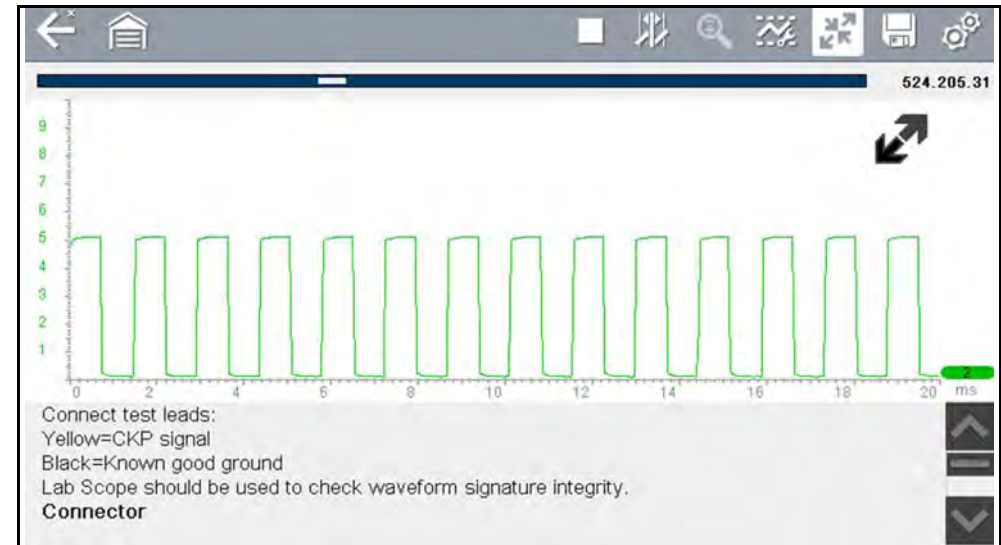 524.205.31
9
8
7
6
5
4
3
2
1
0 2 4 6 8 10 12 14 16 18 20 ms
2
Connect test leads:
Yellow=CKP signal
Black=Known good ground
Lab Scope should be used to check waveform signature integrity.
Connector